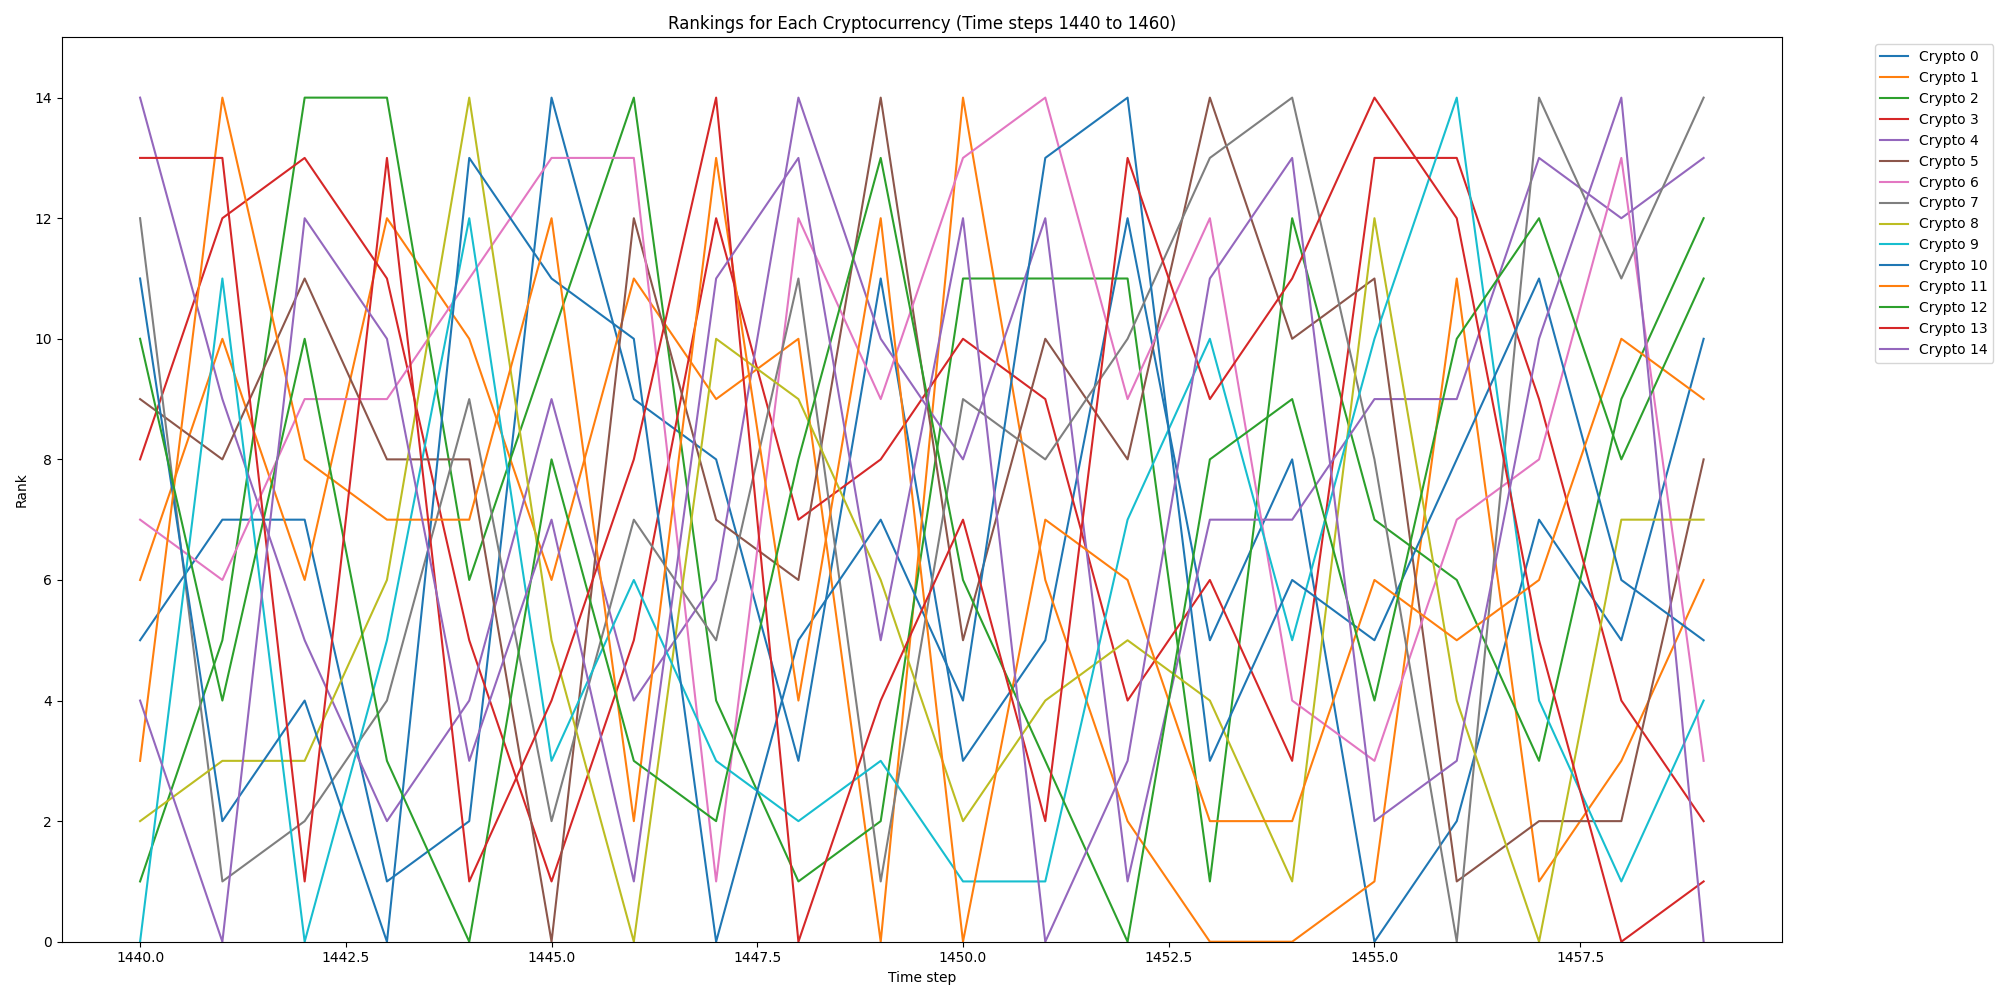 Rankings for Each Cryptocurrency (Time steps 1440 to 1460)
Rank
14
12
10
8
6
4
2
0
1440.0
1442.5
1445.0
1447.5
1450.0
1452.5
1455.0
1457.5
Time step
Crypto 0
Crypto 1
Crypto 2
Crypto 3
Crypto 4
Crypto 5
Crypto 6
Crypto 7
Crypto 8
Crypto 9
Crypto 10
Crypto 11
Crypto 12
Crypto 13
Crypto 14